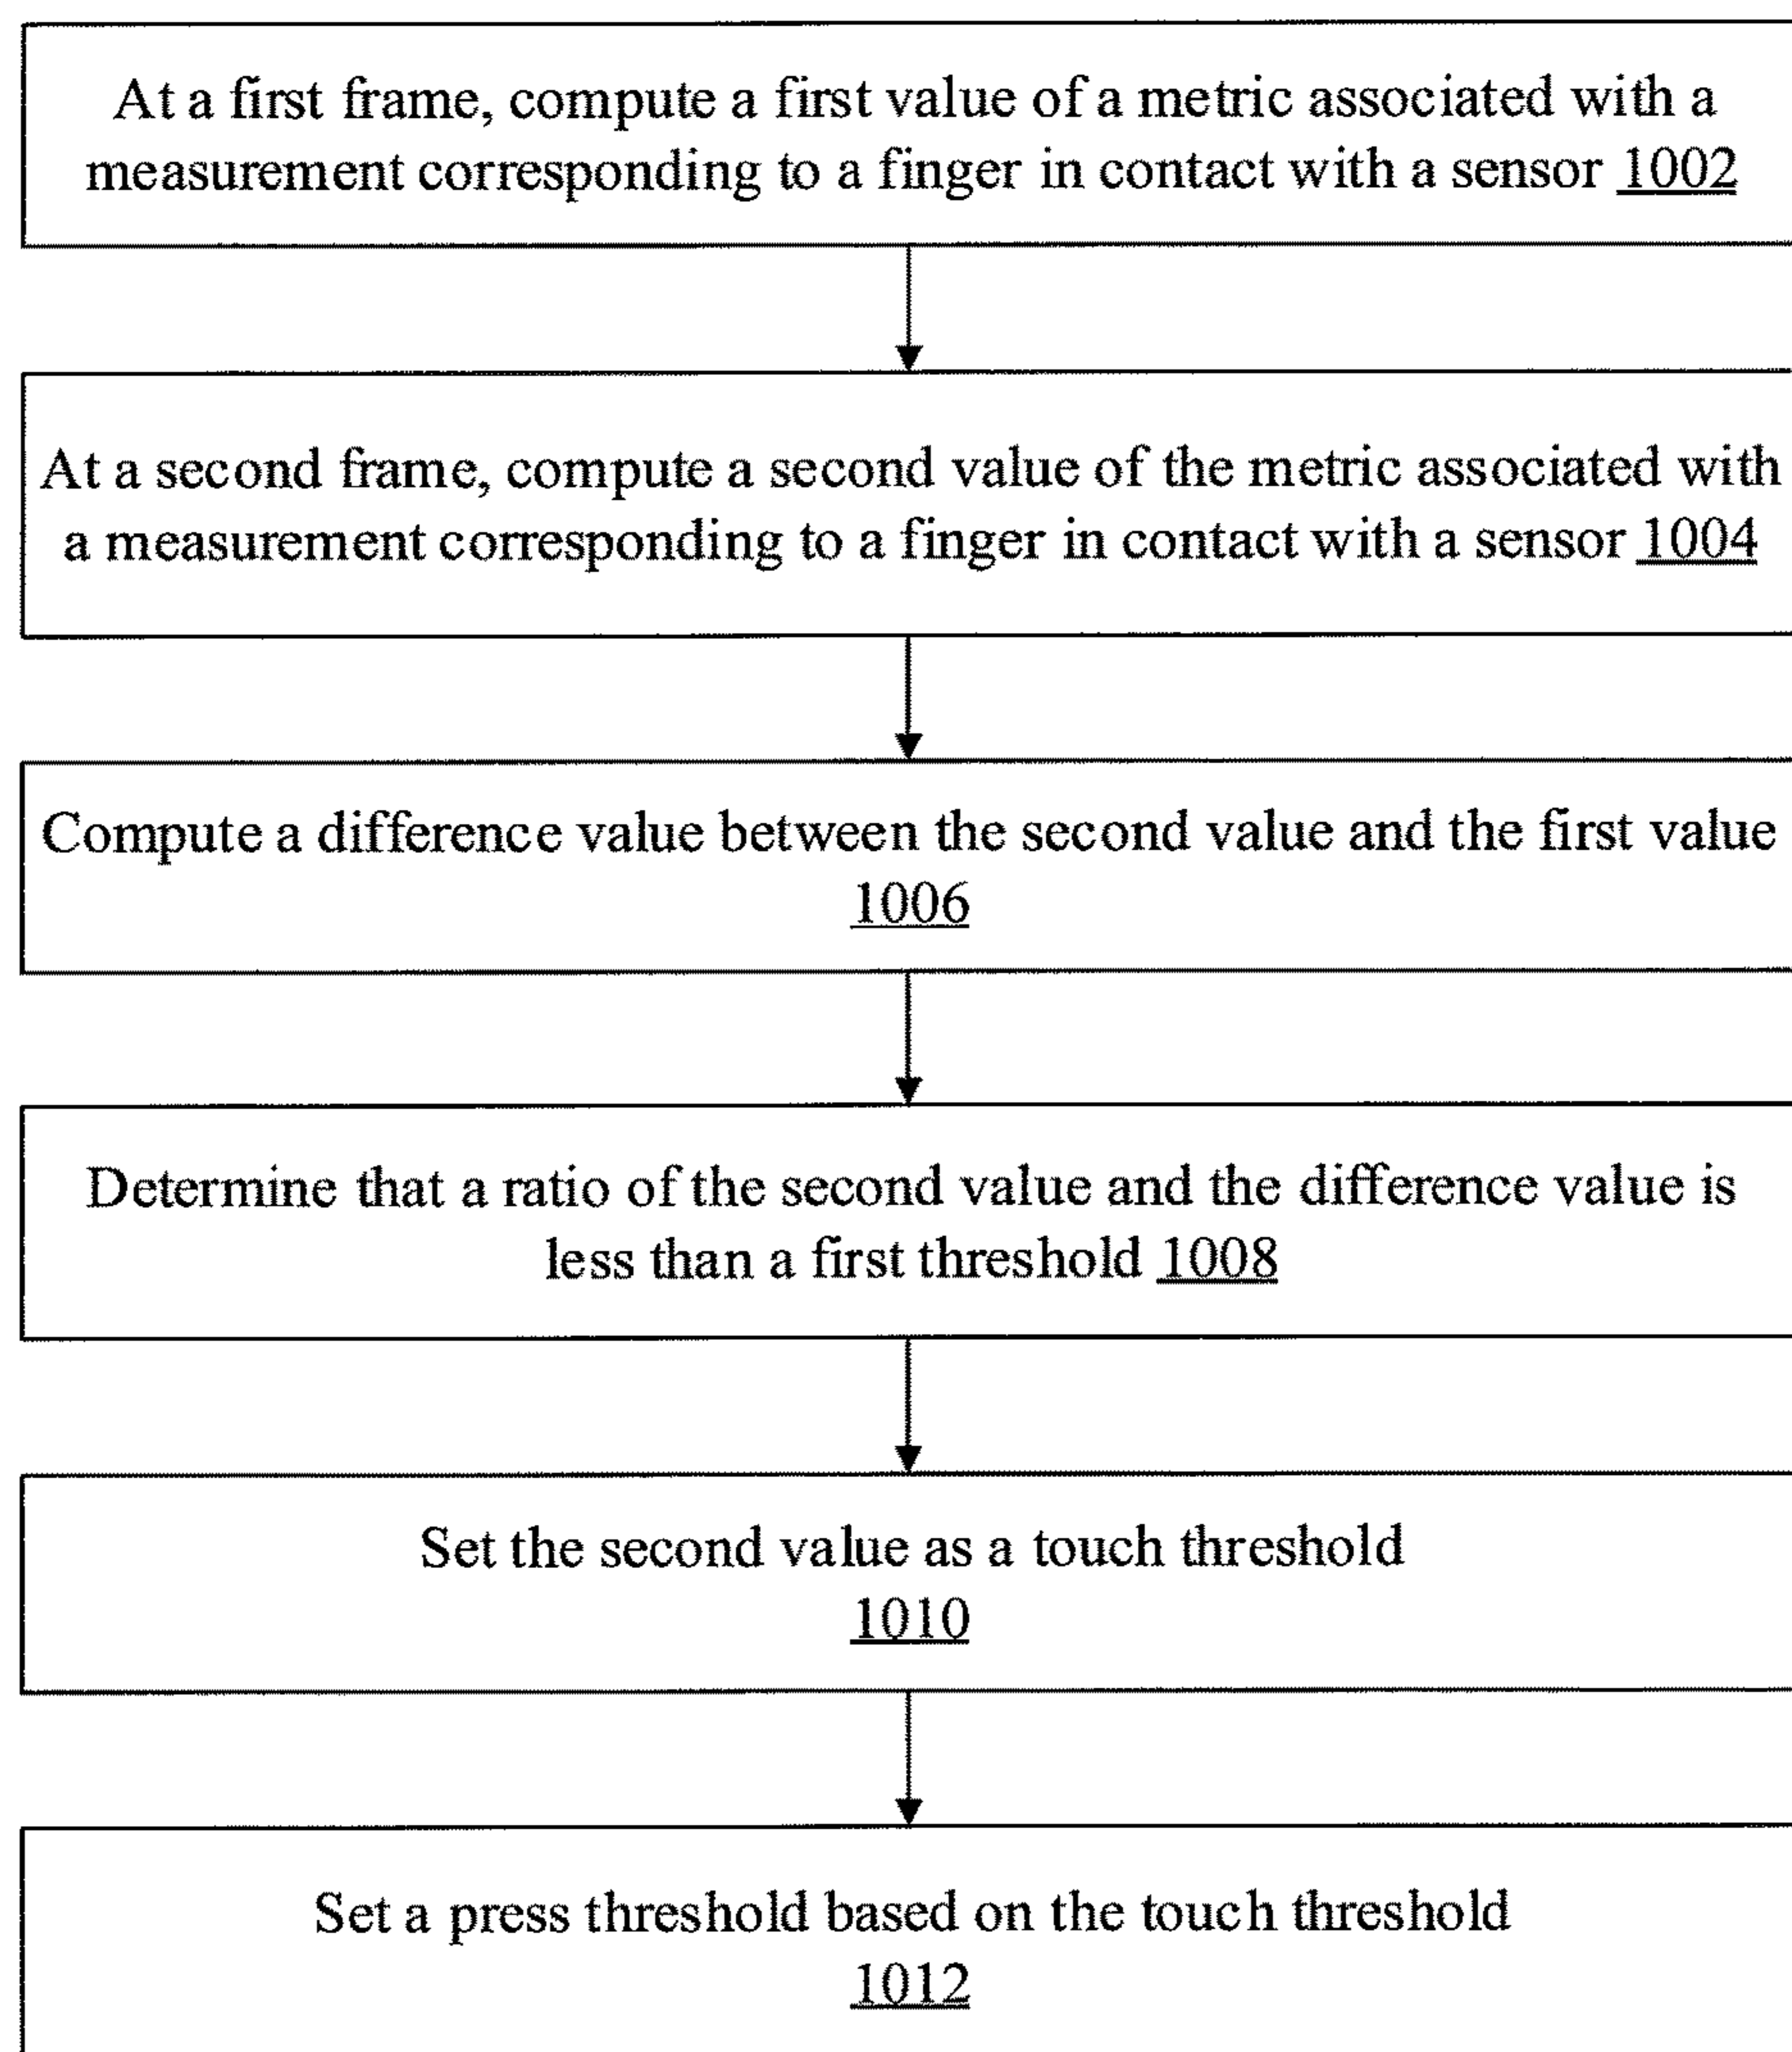 At a first frame, compute a first value of a metric associated with a
measurement corresponding to a finger in contact with a sensor 1002
At a second frame, compute a second value of the metric associated with
a measurement corresponding to a finger in contact with a sensor 1004
Compute a difference value between the second value and the first value
1006
Determine that a ratio of the second value and the difference value is
less than a first threshold 1008
Set the second value as a touch threshold
1010
Set a press threshold based on the touch threshold
1012